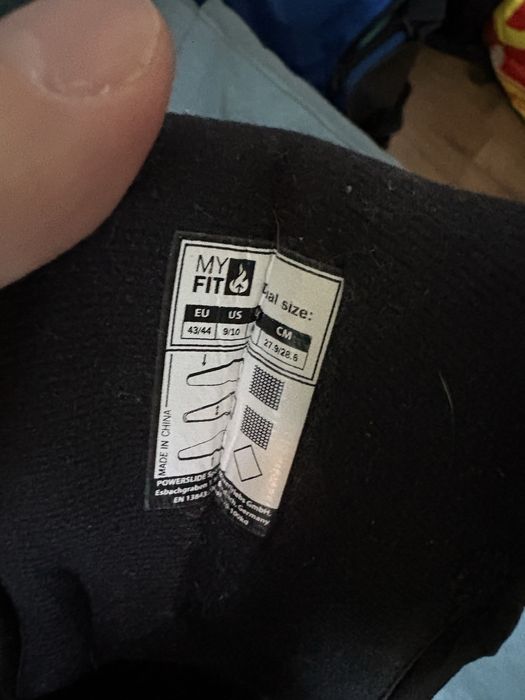 MY
FIT
size:
EU US CM
43/44 9/10 27.9/28.6
MADE IN CHINA
POWERSLIDE GmbH.
Esbachgraben Germany
EN 13843 100kg